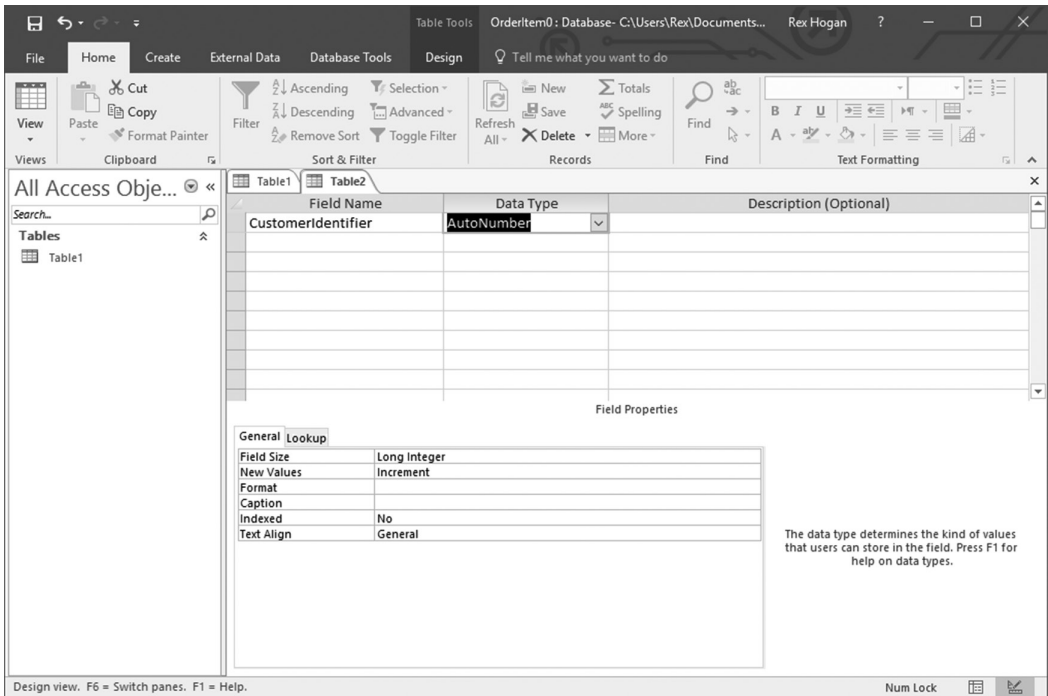 Table Tools OrderItem0 : Database- C:\Users\Rex\Documents... Rex Hogan ?
File Home Create External Data Database Tools Design Tell me what you want to do
View
Views
Paste
Cut
Copy
Format Painter
Clipboard
Filter
Ascending
Descending
Remove Sort
Selection
Advanced
Toggle Filter
Sort & Filter
Refresh
All
New
Save
Delete
Totals
Spelling
More
Records
Find
Find
B I U
A
Text Formatting
All Access Obje...
Search...
Tables
Table1
Table1 Table2
Field Name Data Type Description (Optional)
CustomerIdentifier AutoNumber
Field Properties
General Lookup
Field Size Long Integer
New Values Increment
Format
Caption
Indexed No
Text Align General
The data type determines the kind of values
that users can store in the field. Press F1 for
help on data types.
Design view. F6 = Switch panes. F1 = Help. Num Lock